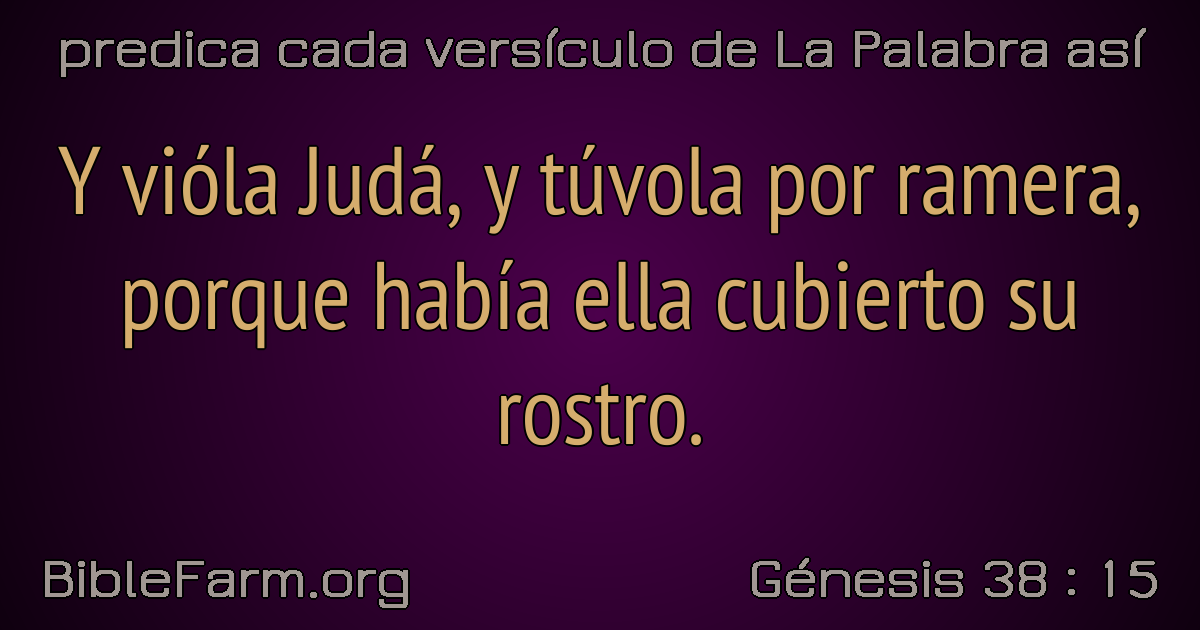 predica cada versículo de La Palabra así
Y vióla Judá, y túvola por ramera,
porque había ella cubierto su
rostro.
BibleFarm.org
Génesis 38 : 15